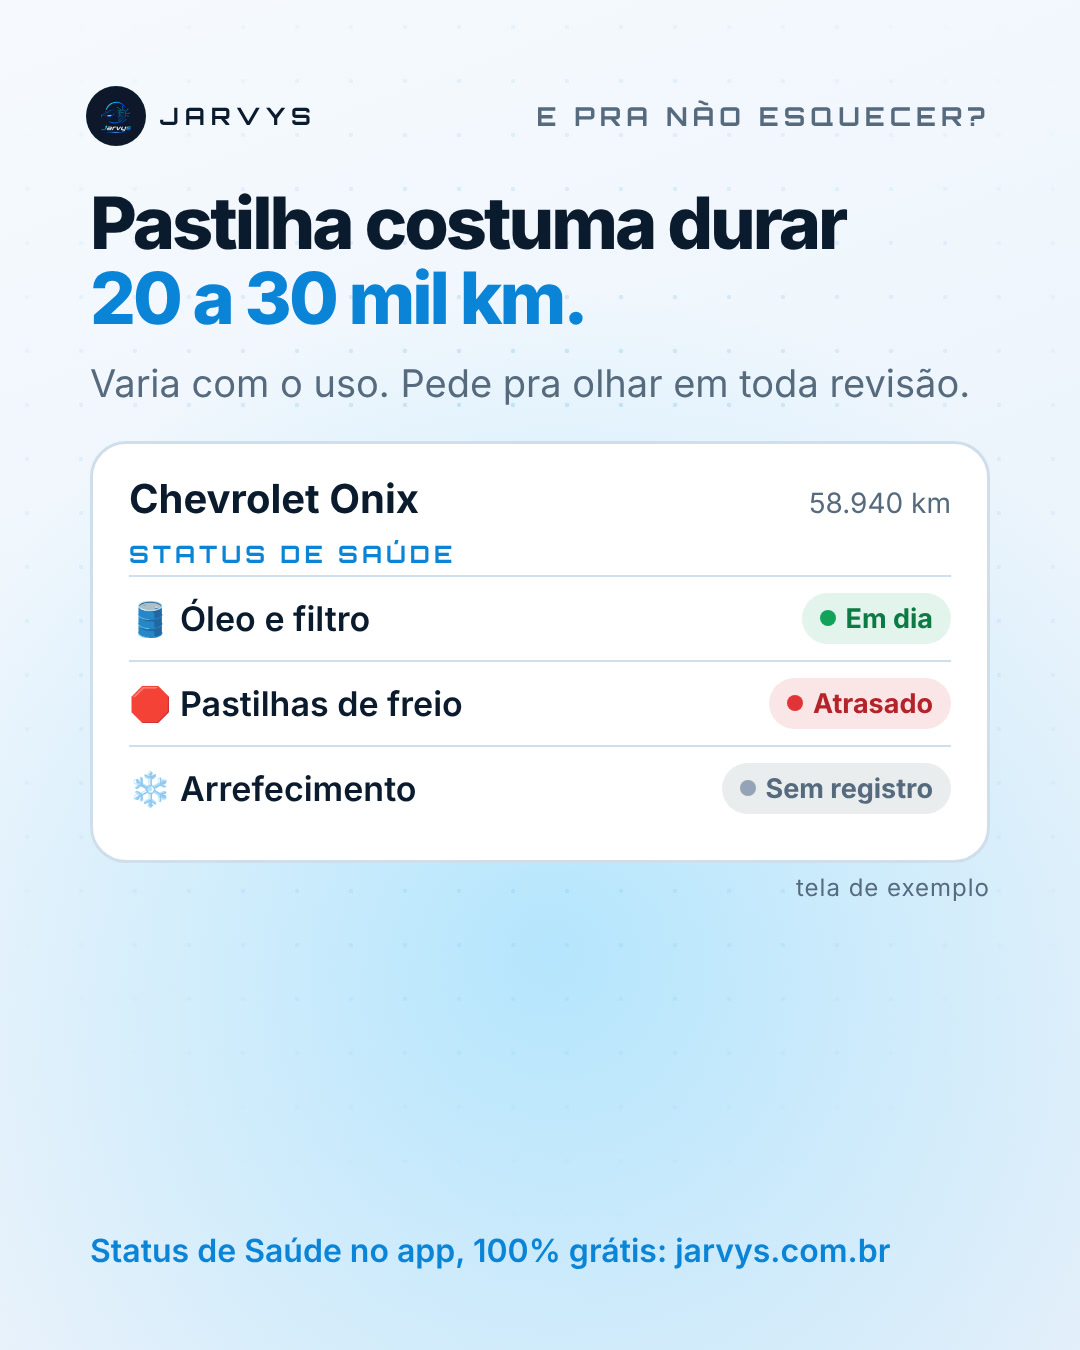 Jarvys
JARVYS
E PRA NÃO ESQUECER?
Pastilha costuma durar
20 a 30 mil km.
Varia com o uso. Pede pra olhar em toda revisão.
Chevrolet Onix
58.940 km
STATUS DE SAÚDE
Óleo e filtro
Em dia
Pastilhas de freio
Atrasado
Arrefecimento
Sem registro
tela de exemplo
Status de Saúde no app, 100% grátis: jarvys.com.br